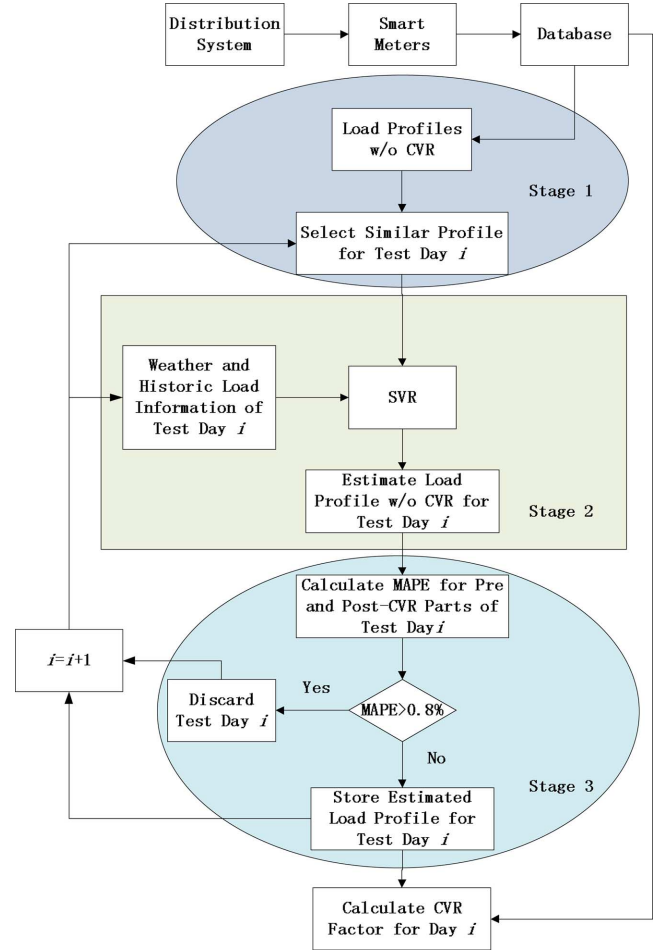 Distribution
System
Smart
Meters
Database
Load Profiles
w/o CVR
Stage 1
Select Similar Profile
for Test Day i
Weather and
Historic Load
Information of
Test Day i
SVR
Estimate Load
Profile w/o CVR for
Test Day i
Stage 2
Calculate MAPE for Pre
and Post-CVR Parts of
Test Dayi
i=i+1
Discard
Test Day i
Yes
MAPE>0.8%
No
Stage 3
Store Estimated
Load Profile for
Test Day i
Calculate CVR
Factor for Day i